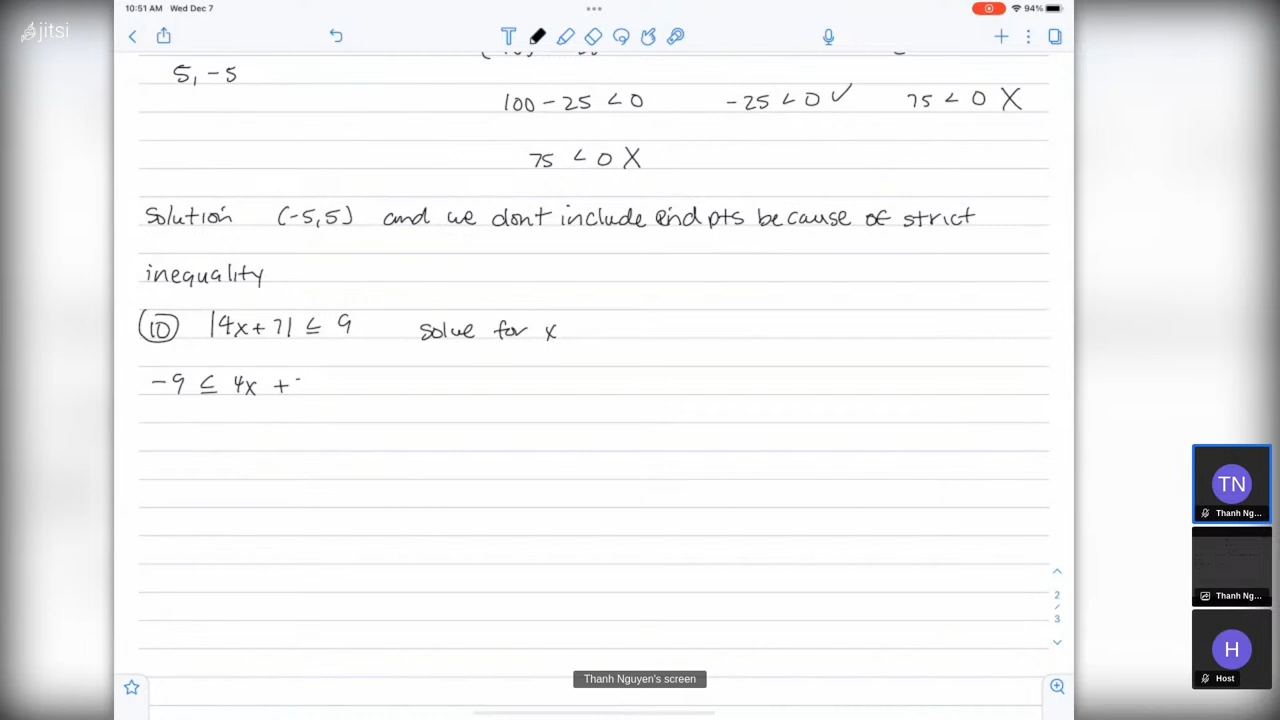 10:51 AM Wed Dec 7
94%
jitsi
5, -5
100 - 25 < 0
-25 < 0 ✓
75 < 0 X
75 < 0 X
Solution (-5,5) and we dont include end pts because of strict
inequality
(10) |4x+7| ≤ 9 solve for x
-9 ≤ 4x +
2
/
3
TN
Thanh Ng...
Thanh Ng...
H
Host
Thanh Nguyen's screen